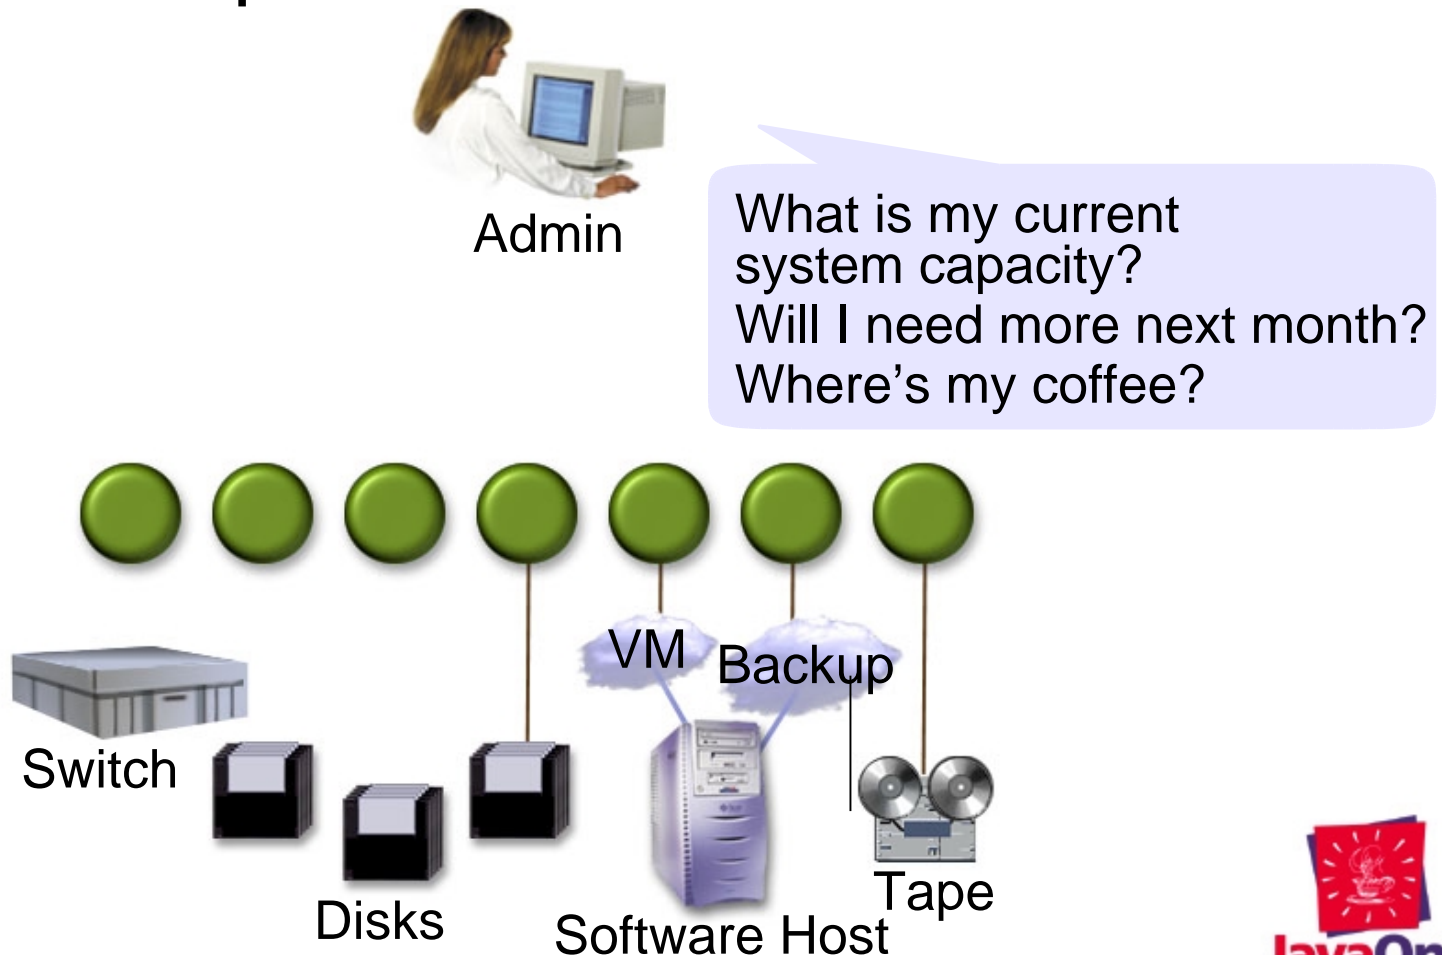 Admin
What is my current
system capacity?
Will I need more next month?
Where’s my coffee?
VM
Backup
Switch
Disks
Software Host
Tape